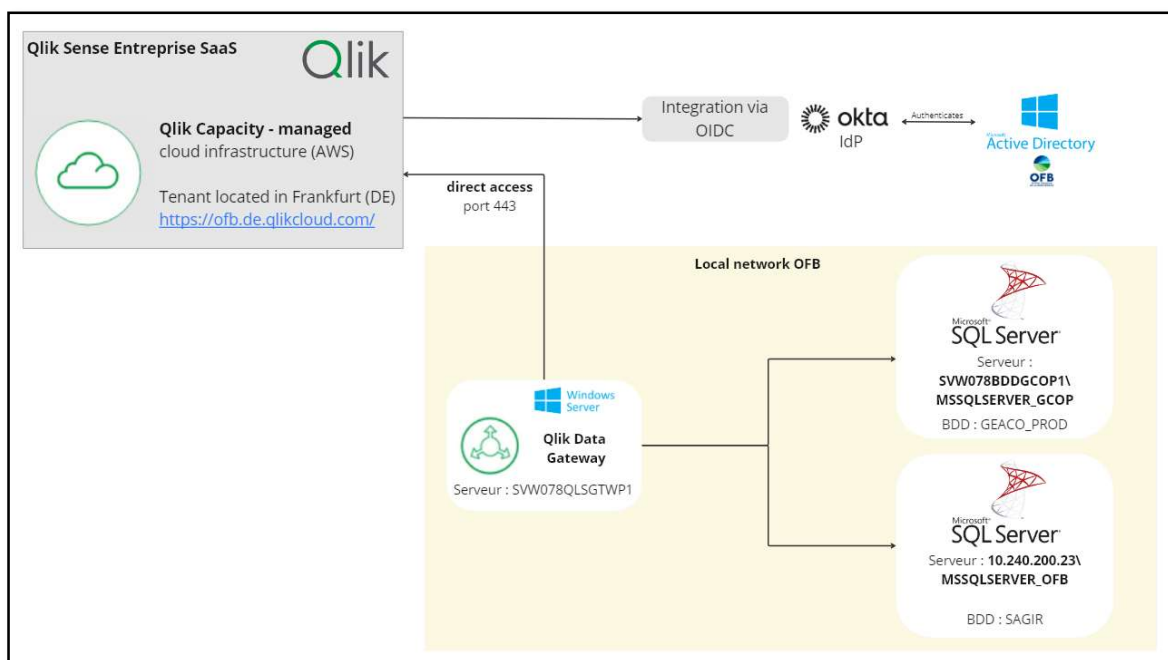 Qlik Sense Entreprise SaaS
Qlik
Qlik Capacity - managed
cloud infrastructure (AWS)
Tenant located in Frankfurt (DE)
https://ofb.de.qlikcloud.com/
Integration via
OIDC
okta
IdP
Authenticates
Microsoft
Active Directory
OFB
direct access
port 443
Local network OFB
Microsoft
SQL Server
Serveur :
SVW078BDDGCOP1\
MSSQLSERVER_GCOP
BDD : GEACO_PROD
Windows
Server
Qlik Data
Gateway
Serveur : SVW078QLSGTWP1
Microsoft
SQL Server
Serveur : 10.240.200.23\
MSSQLSERVER_OFB
BDD : SAGIR